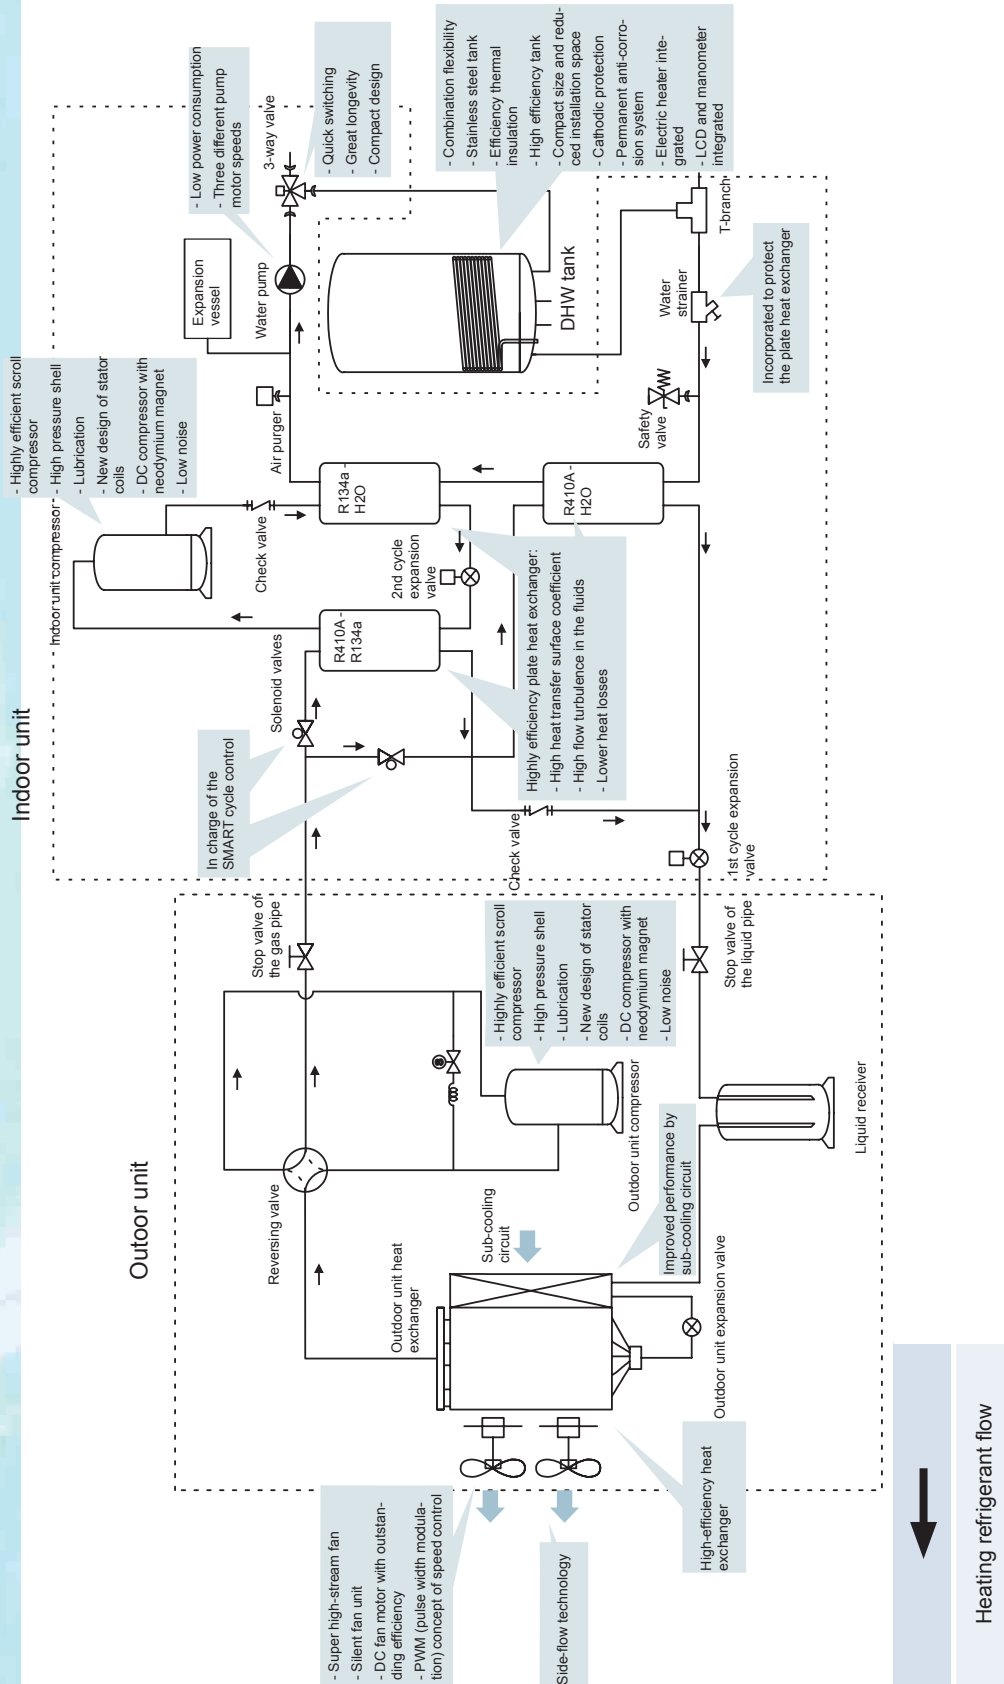 Indoor unit
Outoor unit
- Low power consumption
- Three different pump
motor speeds
3-way valve
- Quick switching
- Great longevity
- Compact design
- Combination flexibility
- Stainless steel tank
- Efficiency thermal
insulation
- High efficiency tank
- Compact size and redu-
ced installation space
- Cathodic protection
- Permanent anti-corro-
sion system
- Electric heater inte-
grated
- LCD and manometer
integrated
Expansion
vessel
Water pump
DHW tank
T-branch
Water
strainer
Incorporated to protect
the plate heat exchanger
Safety
valve
Air purger
- Highly efficient scroll
compressor
- High pressure shell
- Lubrication
- New design of stator
coils
- DC compressor with
neodymium magnet
- Low noise
Indoor unit compressor
Check valve
R134a -
H2O
R410A -
H2O
2nd cycle
expansion
valve
R410A -
R134a
Solenoid valves
In charge of the
SMART cycle control
Highly efficiency plate heat exchanger:
- High heat transfer surface coefficient
- High flow turbulence in the fluids
- Lower heat losses
Check valve
1st cycle expansion
valve
Stop valve of
the gas pipe
Stop valve of
the liquid pipe
- Highly efficient scroll
compressor
- High pressure shell
- Lubrication
- New design of stator
coils
- DC compressor with
neodymium magnet
- Low noise
Outdoor unit compressor
Liquid receiver
Reversing valve
Sub-cooling
circuit
Improved performance by
sub-cooling circuit
Outdoor unit heat
exchanger
Outdoor unit expansion valve
High-efficiency heat
exchanger
- Super high-stream fan
- Silent fan unit
- DC fan motor with outstan-
ding efficiency
- PWM (pulse width modula-
tion) concept of speed control
Side-flow technology
Heating refrigerant flow